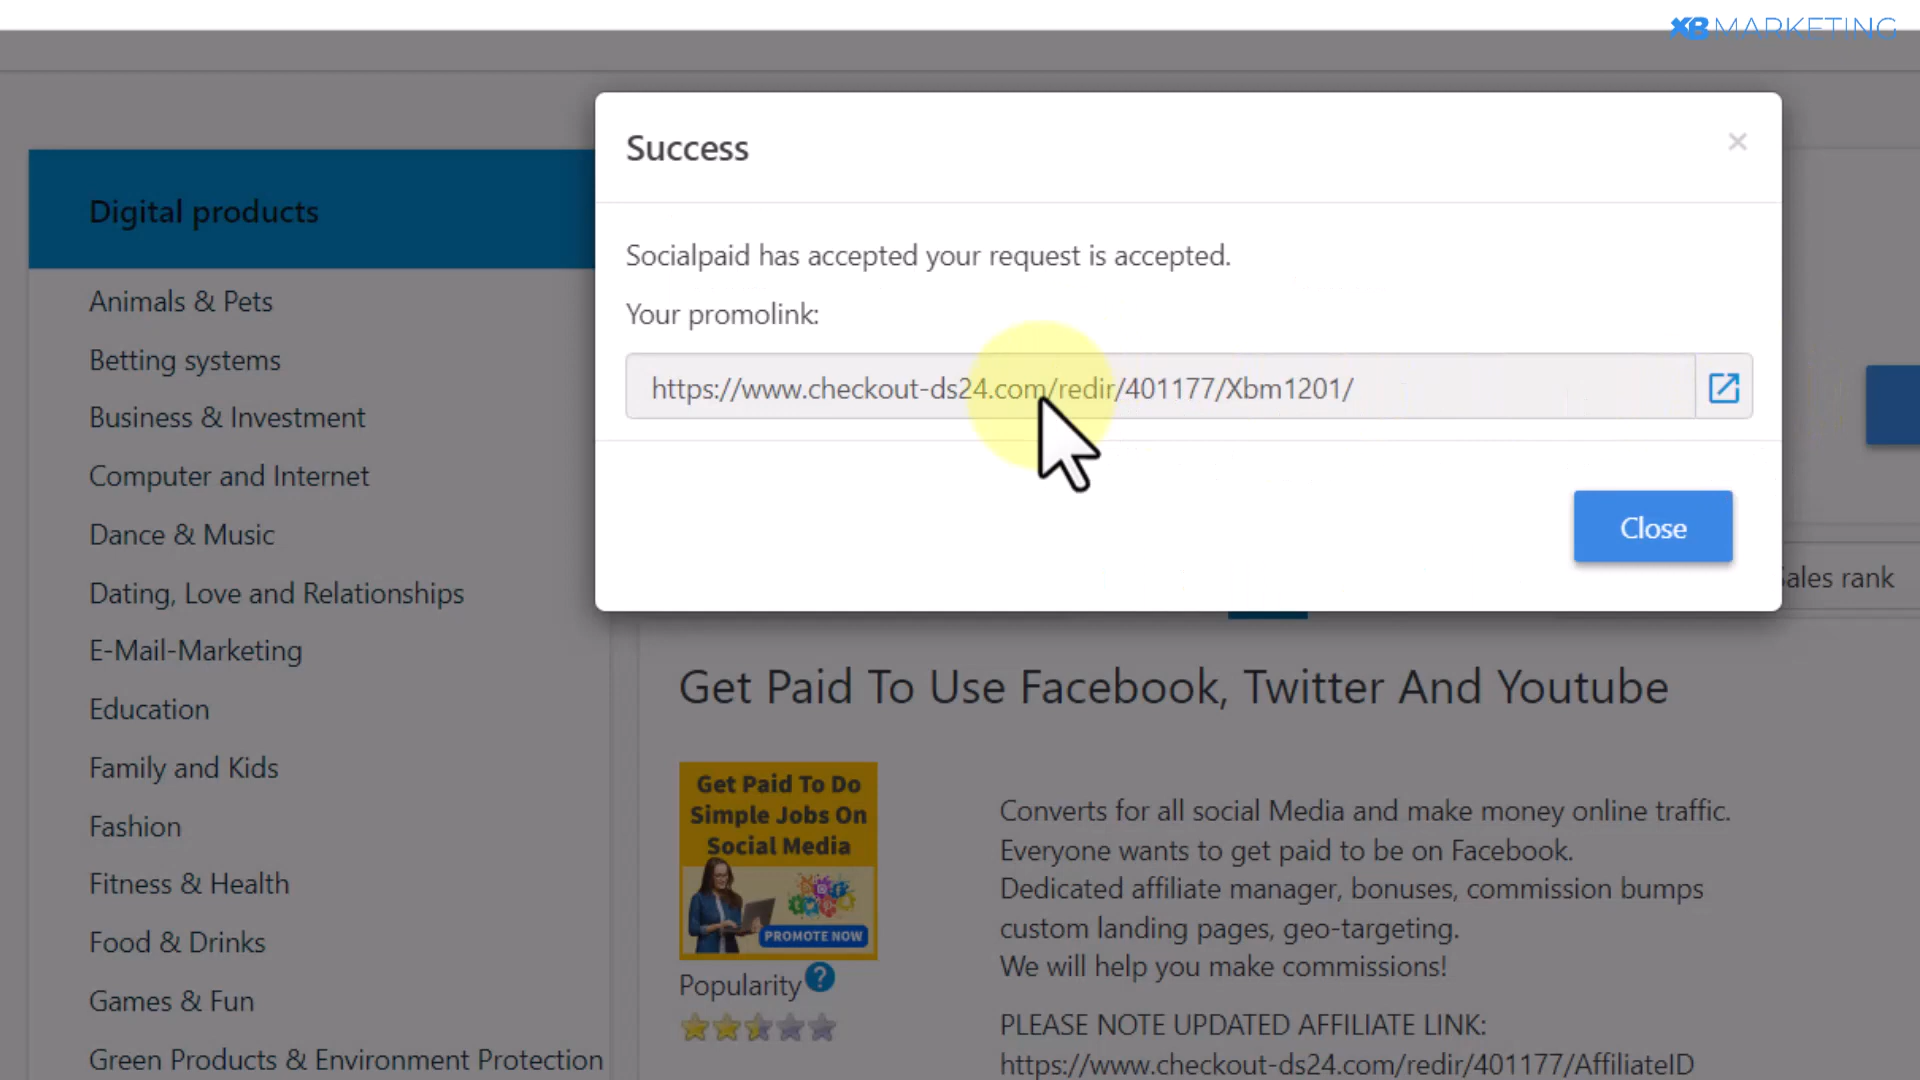 XBMARKETING
Success
×
Socialpaid has accepted your request is accepted.
Your promolink:
https://www.checkout-ds24.com/redir/401177/Xbm1201/
Close
Digital products
Animals & Pets
Betting systems
Business & Investment
Computer and Internet
Dance & Music
Dating, Love and Relationships
E-Mail-Marketing
Education
Family and Kids
Fashion
Fitness & Health
Food & Drinks
Games & Fun
Green Products & Environment Protection
ales rank
Get Paid To Use Facebook, Twitter And Youtube
Get Paid To Do
Simple Jobs On
Social Media
PROMOTE NOW
Popularity ?
Converts for all social Media and make money online traffic.
Everyone wants to get paid to be on Facebook.
Dedicated affiliate manager, bonuses, commission bumps
custom landing pages, geo-targeting.
We will help you make commissions!
PLEASE NOTE UPDATED AFFILIATE LINK:
https://www.checkout-ds24.com/redir/401177/AffiliateID